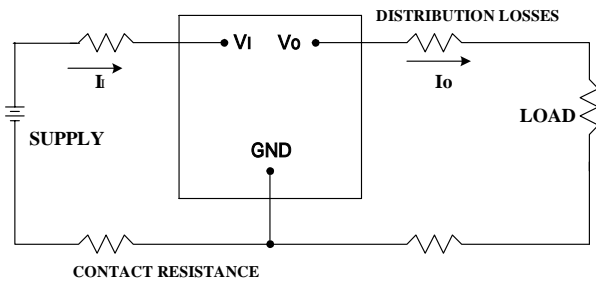 DISTRIBUTION LOSSES
VI
Vo
II
Io
LOAD
SUPPLY
GND
CONTACT RESISTANCE